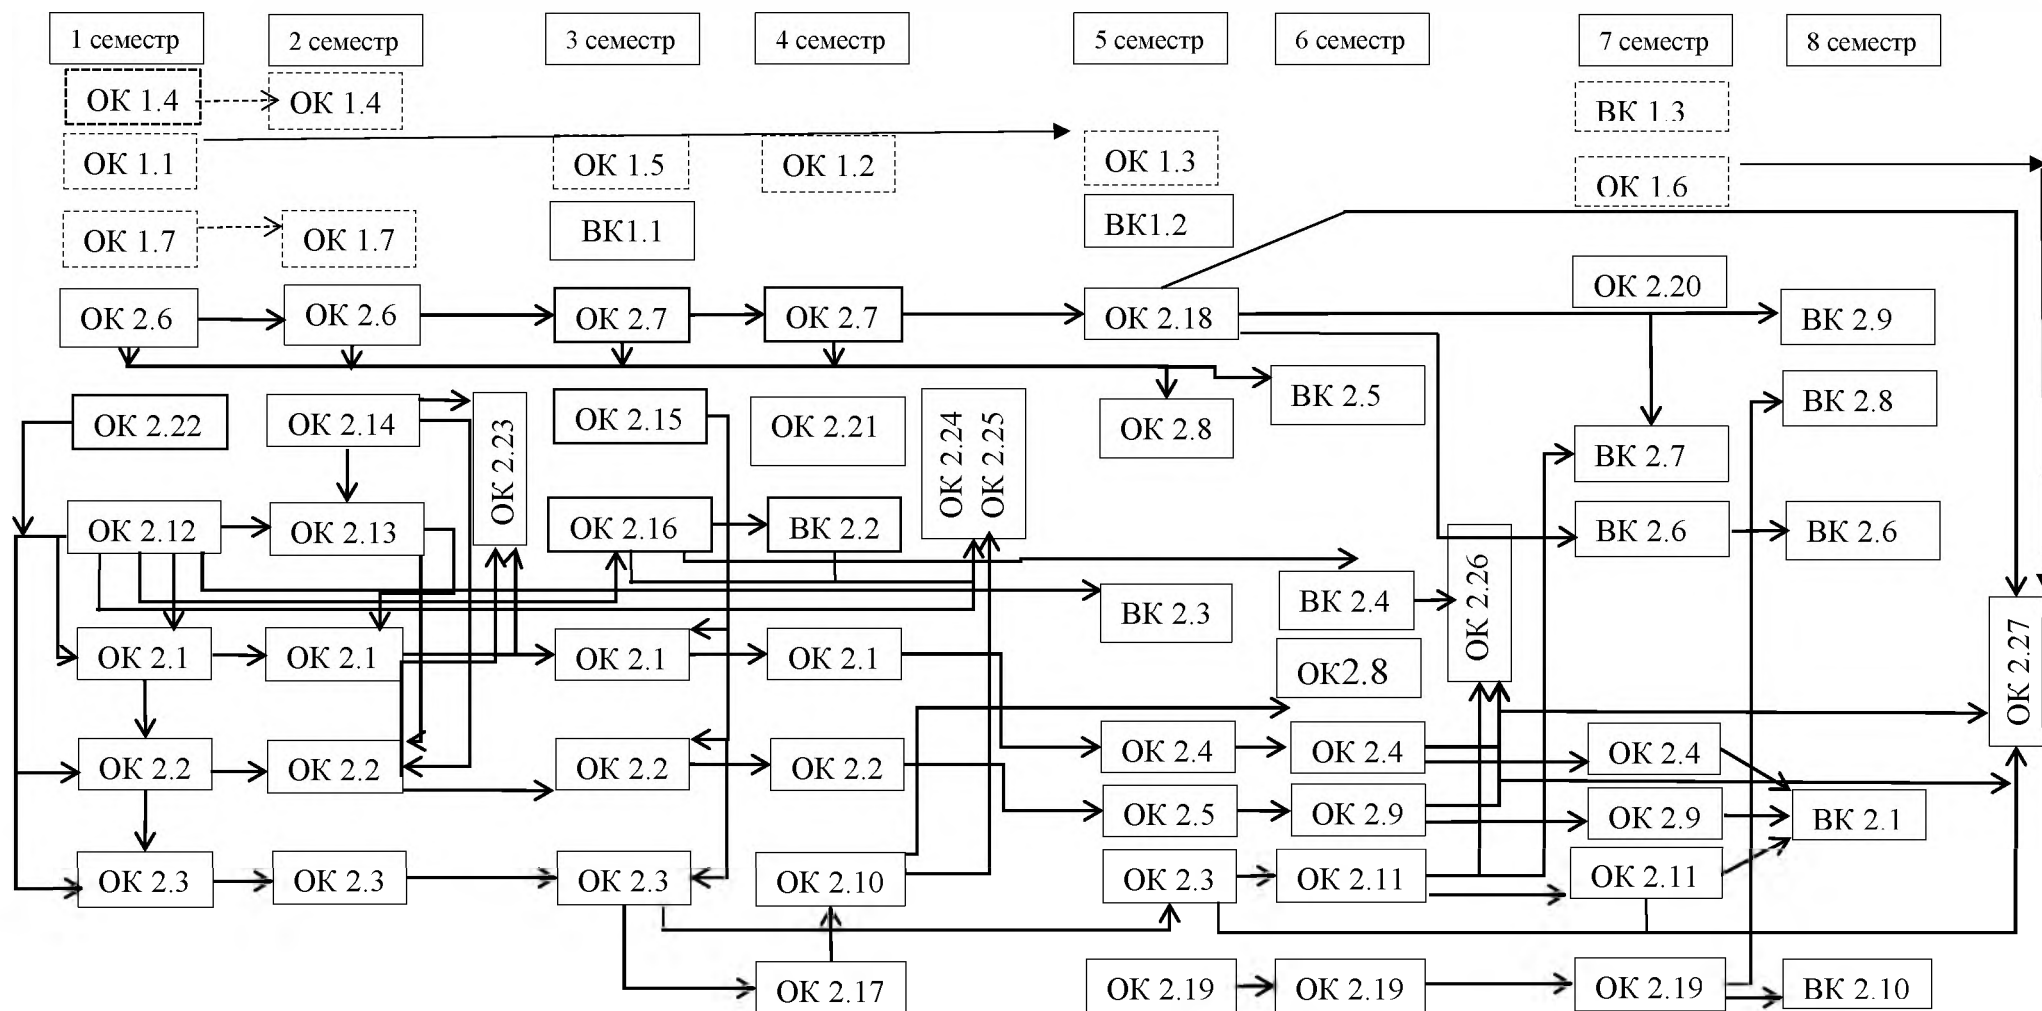 1 семестр
2 семестр
3 семестр
4 семестр
5 семестр
6 семестр
7 семестр
8 семестр
ОК 1.4
ОК 1.4
ВК 1.3
ОК 1.1
ОК 1.5
ОК 1.2
ОК 1.3
ОК 1.6
ОК 1.7
ОК 1.7
ВК1.1
ВК1.2
ОК 2.6
ОК 2.6
ОК 2.7
ОК 2.7
ОК 2.18
ОК 2.20
ВК 2.9
ОК 2.22
ОК 2.14
ОК 2.23
ОК 2.15
ОК 2.21
ОК 2.24
ОК 2.25
ОК 2.8
ВК 2.5
ВК 2.7
ВК 2.8
ОК 2.12
ОК 2.13
ОК 2.16
ВК 2.2
ВК 2.3
ВК 2.4
ОК 2.26
ВК 2.6
ВК 2.6
ОК 2.1
ОК 2.1
ОК 2.1
ОК 2.1
ОК2.8
ОК 2.27
ОК 2.2
ОК 2.2
ОК 2.2
ОК 2.2
ОК 2.4
ОК 2.4
ОК 2.4
ОК 2.5
ОК 2.9
ОК 2.9
ВК 2.1
ОК 2.3
ОК 2.3
ОК 2.3
ОК 2.10
ОК 2.3
ОК 2.11
ОК 2.11
ОК 2.17
ОК 2.19
ОК 2.19
ОК 2.19
ВК 2.10